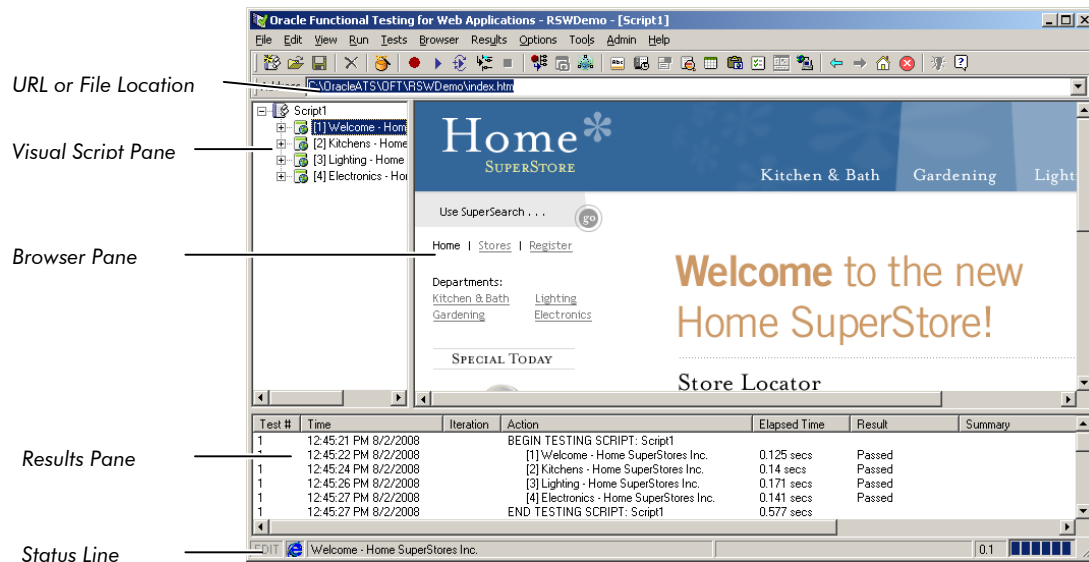 Oracle Functional Testing for Web Applications - RSWDemo - [Script1]
File Edit View Run Tests Browser Results Options Tools Admin Help
URL or File Location
C:\OracleATS\OFT\RSWDemo\index.htm
Script1
[1] Welcome - Hom
Visual Script Pane
[2] Kitchens - Home
[3] Lighting - Home
[4] Electronics - Hor
Home
SUPERSTORE
Kitchen & Bath Gardening Light
Use SuperSearch . . . go
Browser Pane
Home | Stores | Register
Departments:
Kitchen & Bath Lighting
Gardening Electronics
SPECIAL TODAY
Welcome to the new
Home SuperStore!
Store Locator
Test # Time Iteration Action Elapsed Time Result Summary
1 12:45:21 PM 8/2/2008 BEGIN TESTING SCRIPT: Script1
1 12:45:22 PM 8/2/2008 [1] Welcome - Home SuperStores Inc. 0.125 secs Passed
Results Pane
1 12:45:24 PM 8/2/2008 [2] Kitchens - Home SuperStores Inc. 0.14 secs Passed
1 12:45:26 PM 8/2/2008 [3] Lighting - Home SuperStores Inc. 0.171 secs Passed
1 12:45:27 PM 8/2/2008 [4] Electronics - Home SuperStores Inc. 0.141 secs Passed
1 12:45:27 PM 8/2/2008 END TESTING SCRIPT: Script1 0.577 secs
Status Line
EDIT Welcome - Home SuperStores Inc. 0.1